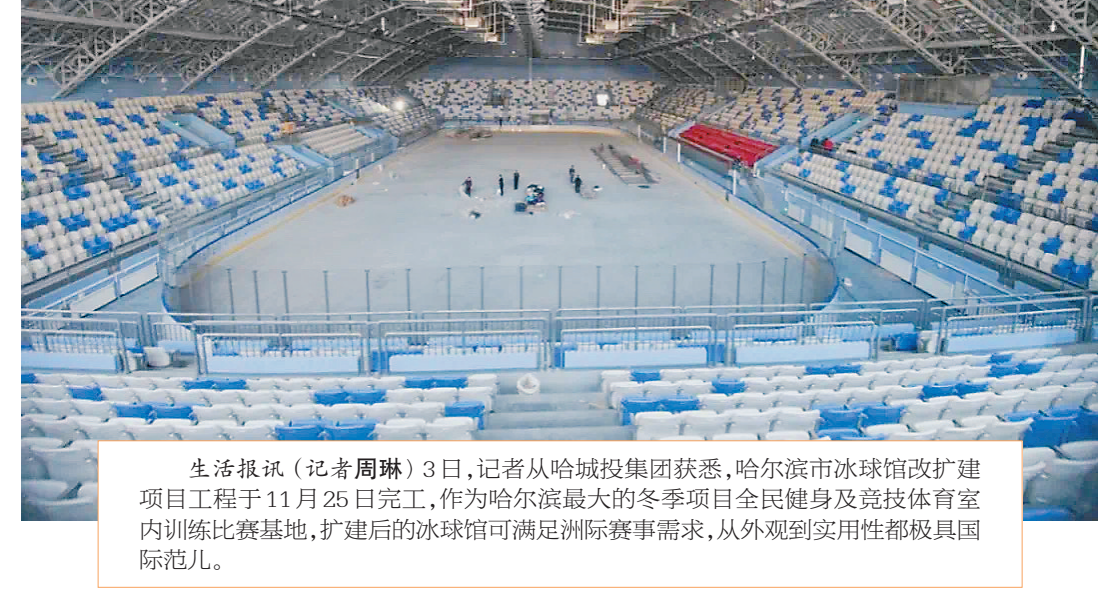 生活报讯（记者周琳）3日，记者从哈城投集团获悉，哈尔滨市冰球馆改扩建
项目工程于11月25日完工，作为哈尔滨最大的冬季项目全民健身及竞技体育室
内训练比赛基地，扩建后的冰球馆可满足洲际赛事需求，从外观到实用性都极具国
际范儿。